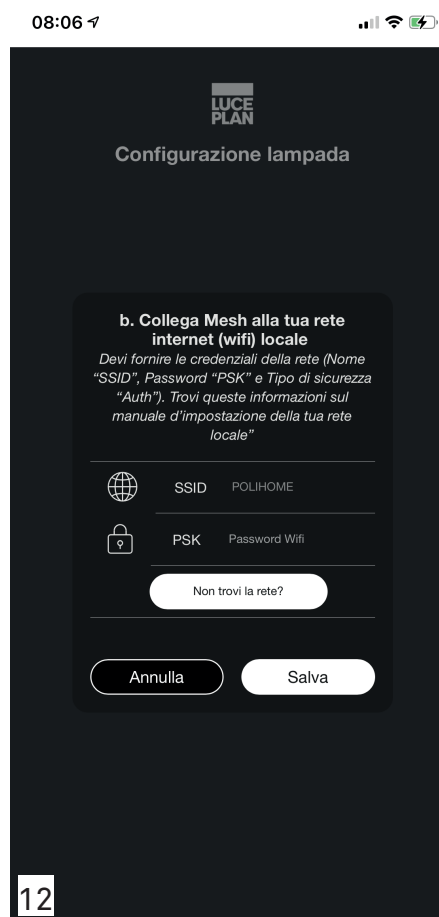 08:06
LUCE
PLAN
Configurazione lampada
b. Collega Mesh alla tua rete
internet (wifi) locale
Devi fornire le credenziali della rete (Nome
“SSID”, Password “PSK” e Tipo di sicurezza
“Auth”). Trovi queste informazioni sul
manuale d’impostazione della tua rete
locale”
SSID POLIHOME
PSK Password Wifi
Non trovi la rete?
Annulla Salva
12